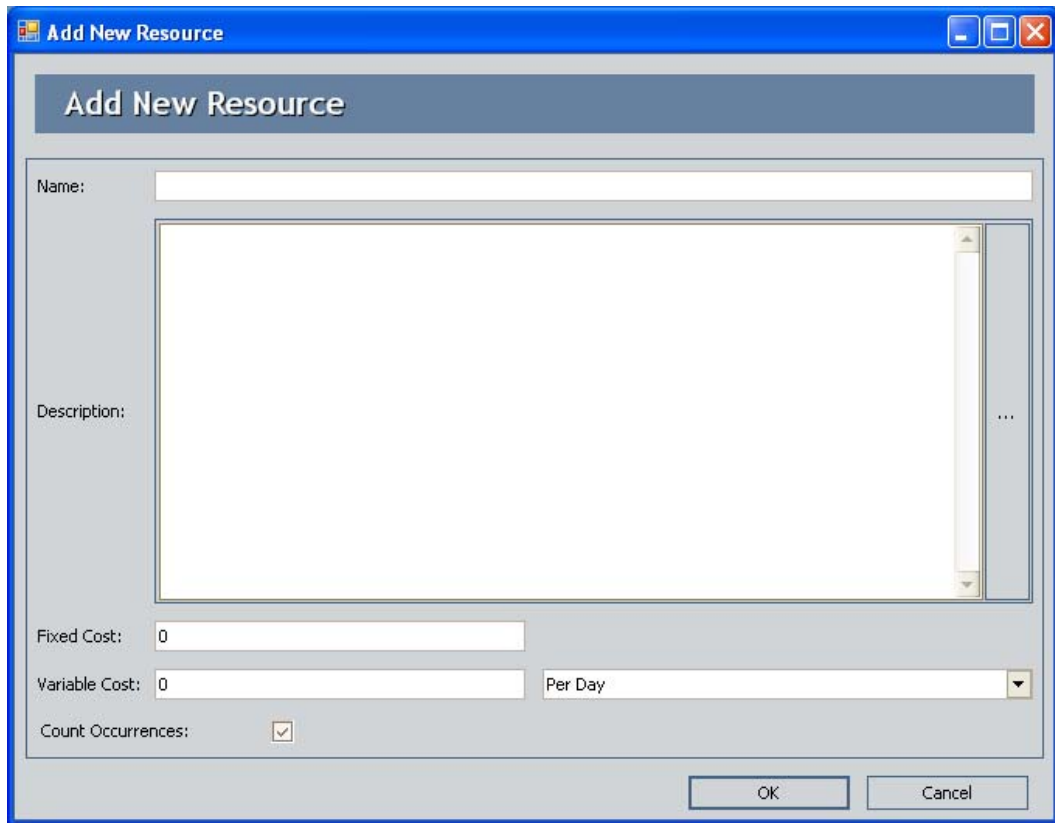 Add New Resource
Add New Resource
Name:
Description:
...
Fixed Cost: 0
Variable Cost: 0 Per Day
Count Occurrences:
OK Cancel